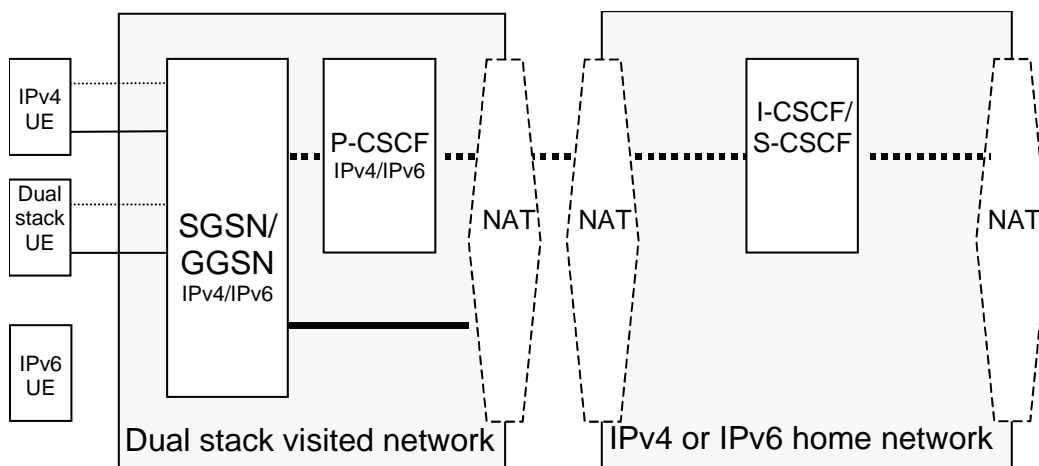 IPv4
UE
Dual
stack
UE
IPv6
UE
SGSN/
GGSN
IPv4/IPv6
P-CSCF
IPv4/IPv6
NAT
NAT
I-CSCF/
S-CSCF
NAT
Dual stack visited network
IPv4 or IPv6 home network